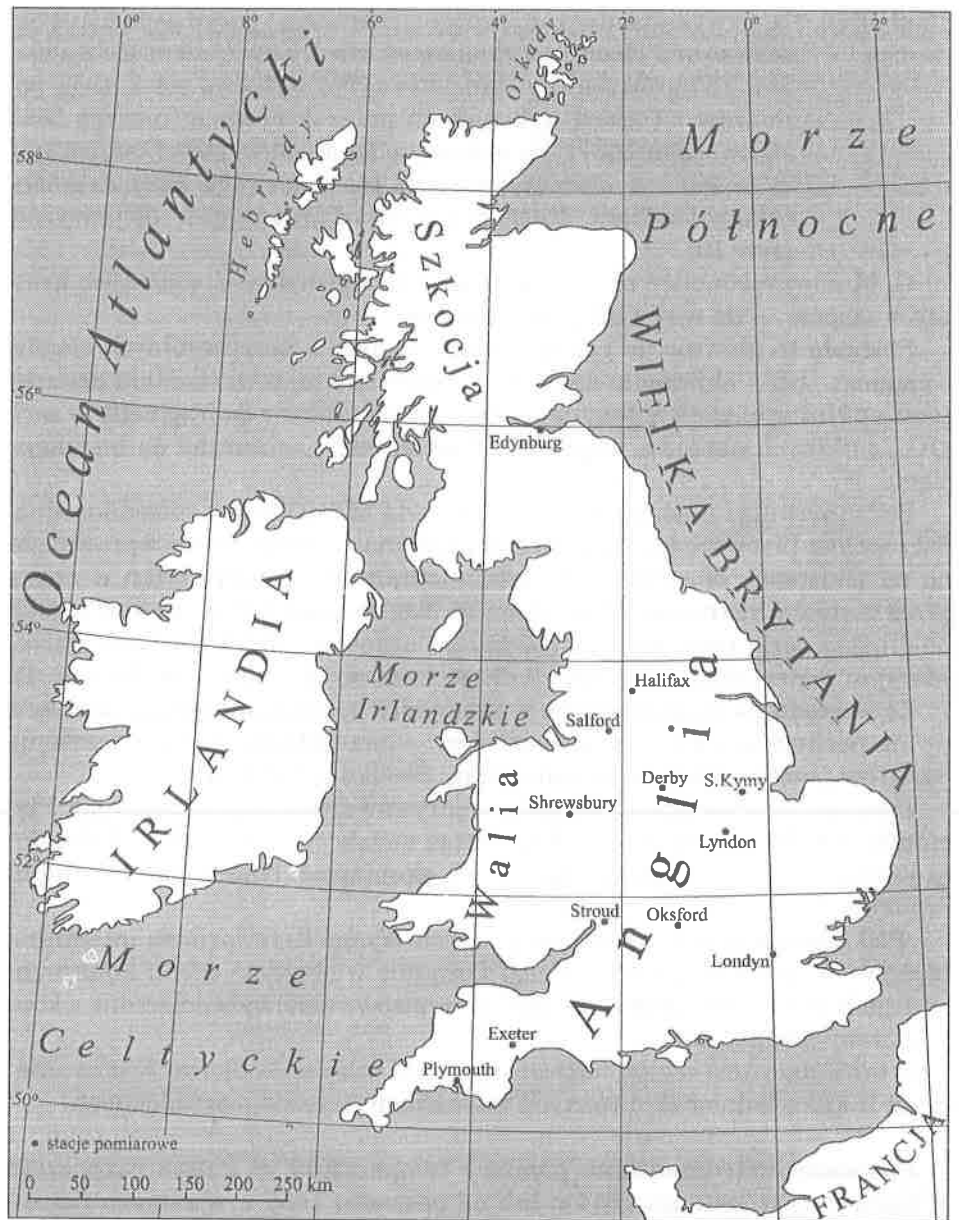 10° 8° 6° 4° 2° 0° 2°
Orkady
Ocean Atlantycki
Morze
Północne
58°
Hebrydy
Szkocja
WIELKA BRYTANIA
56°
Edynburg
IRLANDIA
54°
Morze
Irlandzkie
Halifax
Salford
Anglia
Walia
Derby
S.Kymy
Shrewsbury
Lyndon
52°
Stroud
Oksford
Londyn
Morze
Celtyckie
Exeter
Plymouth
50°
FRANCJA
stacje pomiarowe
0 50 100 150 200 250 km